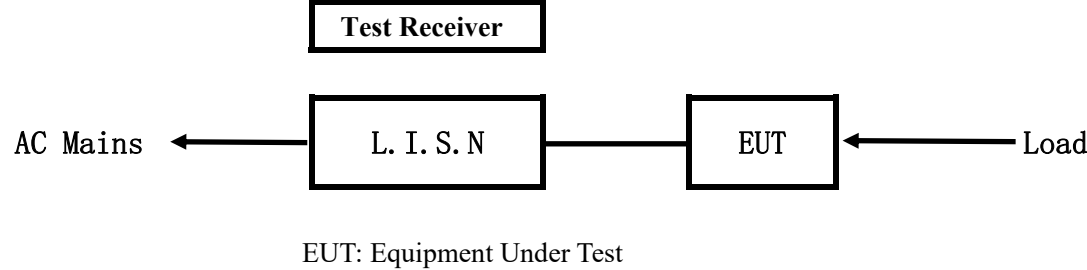 Test Receiver
AC Mains L.I.S.N EUT Load
EUT: Equipment Under Test